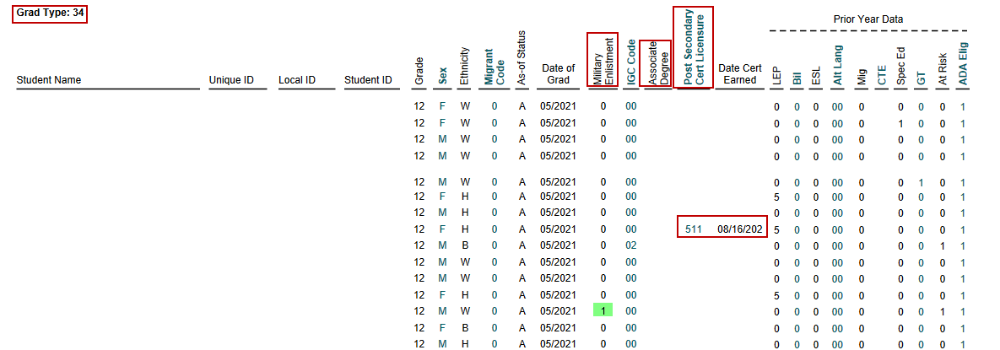 Grad Type: 34
Prior Year Data
Student Name Unique ID Local ID Student ID Grade Sex Ethnicity Migrant Code As-of Status Date of Grad Military Enlistment IGC Code Associate Degree Post Secondary Cert Licensure Date Cert Earned LEP Bil ESL Alt Lang Mig CTE Spec Ed GT At Risk ADA Elig
12 F W 0 A 05/2021 0 00 0 0 0 00 0 0 0 0 1
12 F W 0 A 05/2021 0 00 0 0 0 00 0 1 0 0 1
12 M W 0 A 05/2021 0 00 0 0 0 00 0 0 0 0 1
12 M W 0 A 05/2021 0 00 0 0 0 00 0 0 0 0 1
12 M W 0 A 05/2021 0 00 0 0 0 00 0 0 1 0 1
12 F H 0 A 05/2021 0 00 5 0 0 00 0 0 0 0 1
12 M H 0 A 05/2021 0 00 0 0 0 00 0 0 0 0 1
12 F H 0 A 05/2021 0 00 511 08/16/202 5 0 0 00 0 0 0 0 1
12 M B 0 A 05/2021 0 02 0 0 0 00 0 0 0 1 1
12 M W 0 A 05/2021 0 00 0 0 0 00 0 0 0 0 1
12 M W 0 A 05/2021 0 00 0 0 0 00 0 0 0 0 1
12 F H 0 A 05/2021 0 00 5 0 0 00 0 0 0 0 1
12 M W 0 A 05/2021 1 00 0 0 0 00 0 0 0 1 1
12 F B 0 A 05/2021 0 00 0 0 0 00 0 0 0 0 1
12 M H 0 A 05/2021 0 00 0 0 0 00 0 0 0 0 1